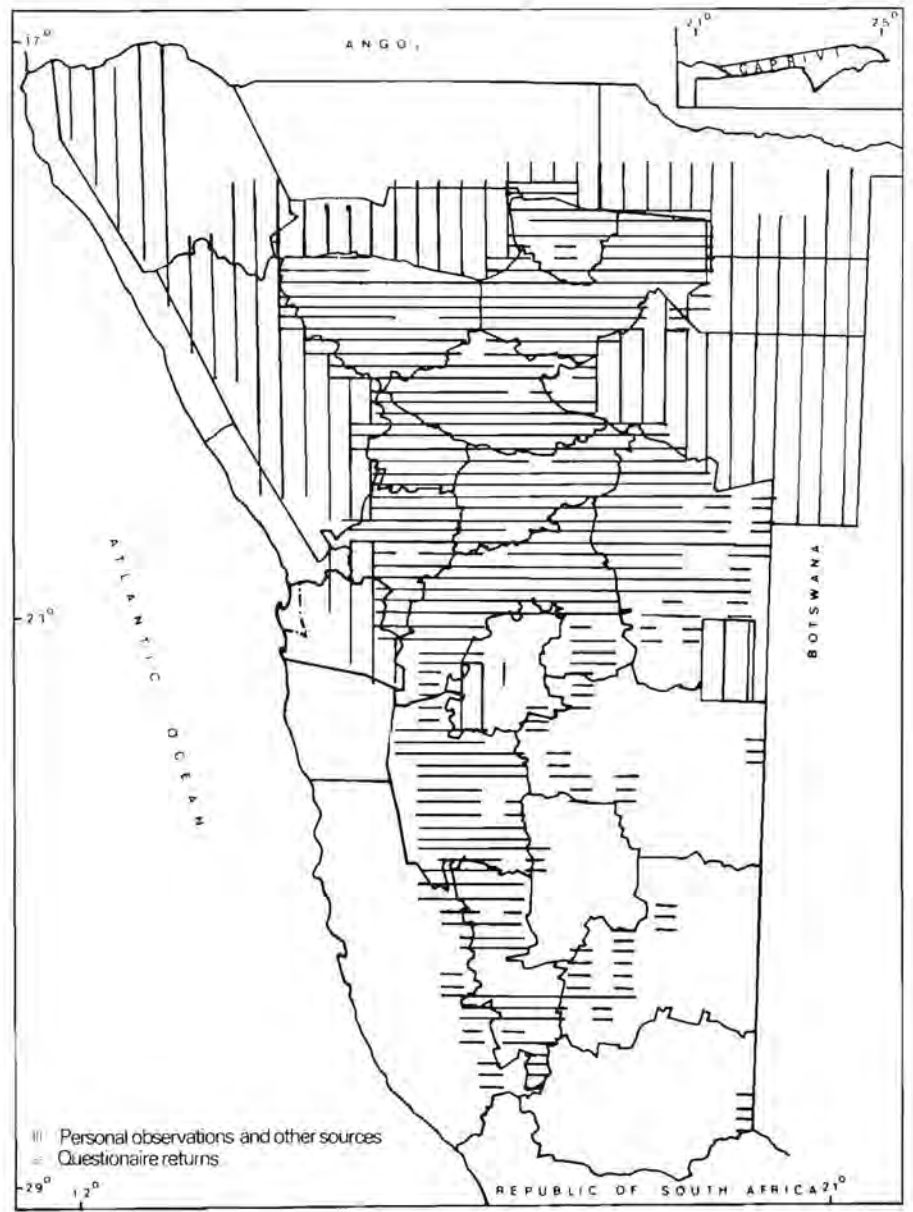 17°
ANGO
21° 25°
CAPRIVI
ATLANTIC OCEAN
23°
BOTSWANA
Personal observations and other sources
Questionaire returns
29° 12°
REPUBLIC OF SOUTH AFRICA 21°